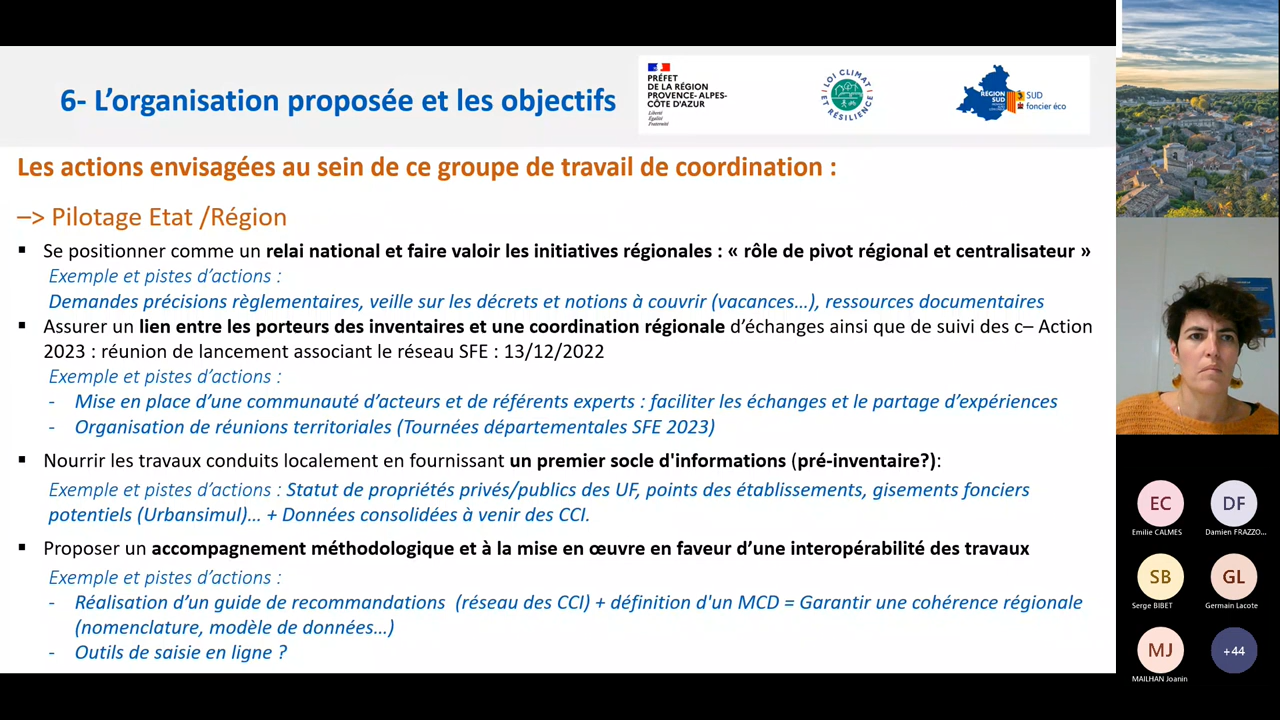 6- L'organisation proposée et les objectifs
PRÉFET
DE LA RÉGION
PROVENCE-ALPES-
CÔTE D'AZUR
Liberté
Égalité
Fraternité
LOI CLIMAT
ET RÉSILIENCE
RÉGION
SUD
SUD
foncier éco
Les actions envisagées au sein de ce groupe de travail de coordination :
–> Pilotage Etat /Région
▪ Se positionner comme un relai national et faire valoir les initiatives régionales : « rôle de pivot régional et centralisateur »
Exemple et pistes d'actions :
Demandes précisions règlementaires, veille sur les décrets et notions à couvrir (vacances…), ressources documentaires
▪ Assurer un lien entre les porteurs des inventaires et une coordination régionale d'échanges ainsi que de suivi des c– Action
2023 : réunion de lancement associant le réseau SFE : 13/12/2022
Exemple et pistes d'actions :
- Mise en place d'une communauté d'acteurs et de référents experts : faciliter les échanges et le partage d'expériences
- Organisation de réunions territoriales (Tournées départementales SFE 2023)
▪ Nourrir les travaux conduits localement en fournissant un premier socle d'informations (pré-inventaire?):
Exemple et pistes d'actions : Statut de propriétés privés/publics des UF, points des établissements, gisements fonciers
potentiels (Urbansimul)… + Données consolidées à venir des CCI.
▪ Proposer un accompagnement méthodologique et à la mise en œuvre en faveur d'une interopérabilité des travaux
Exemple et pistes d'actions :
- Réalisation d'un guide de recommandations (réseau des CCI) + définition d'un MCD = Garantir une cohérence régionale
(nomenclature, modèle de données…)
- Outils de saisie en ligne ?
EC
DF
Emilie CALMES
Damien FRAZZO...
SB
GL
Serge BIBET
Germain Lacote
MJ
+44
MAILHAN Joanin